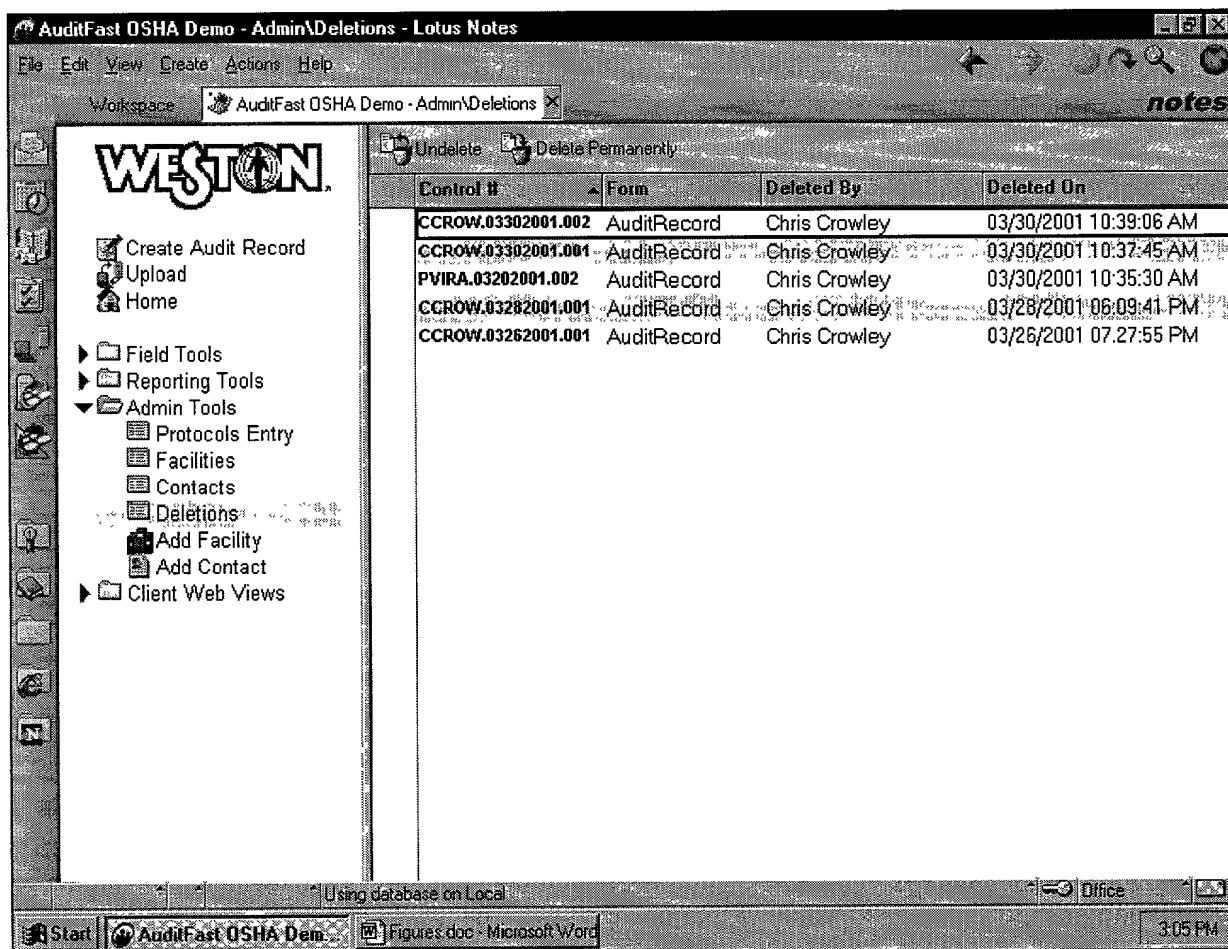 AuditFast OSHA Demo - Admin\Deletions - Lotus Notes
File Edit View Create Actions Help
Workspace AuditFast OSHA Demo - Admin\Deletions
notes
WESTON.
Create Audit Record
Upload
Home
Field Tools
Reporting Tools
Admin Tools
Protocols Entry
Facilities
Contacts
Deletions
Add Facility
Add Contact
Client Web Views
Undelete Delete Permanently
Control # Form Deleted By Deleted On
CCROW.03302001.002 AuditRecord Chris Crowley 03/30/2001 10:39:06 AM
CCROW.03302001.001 AuditRecord Chris Crowley 03/30/2001 10:37:45 AM
PVIRA.03202001.002 AuditRecord Chris Crowley 03/30/2001 10:35:30 AM
CCROW.03282001.001 AuditRecord Chris Crowley 03/28/2001 06:09:41 PM
CCROW.03262001.001 AuditRecord Chris Crowley 03/26/2001 07.27:55 PM
Using database on Local
Office
Start AuditFast OSHA Dem... Figures.doc - Microsoft Word 3:05 PM